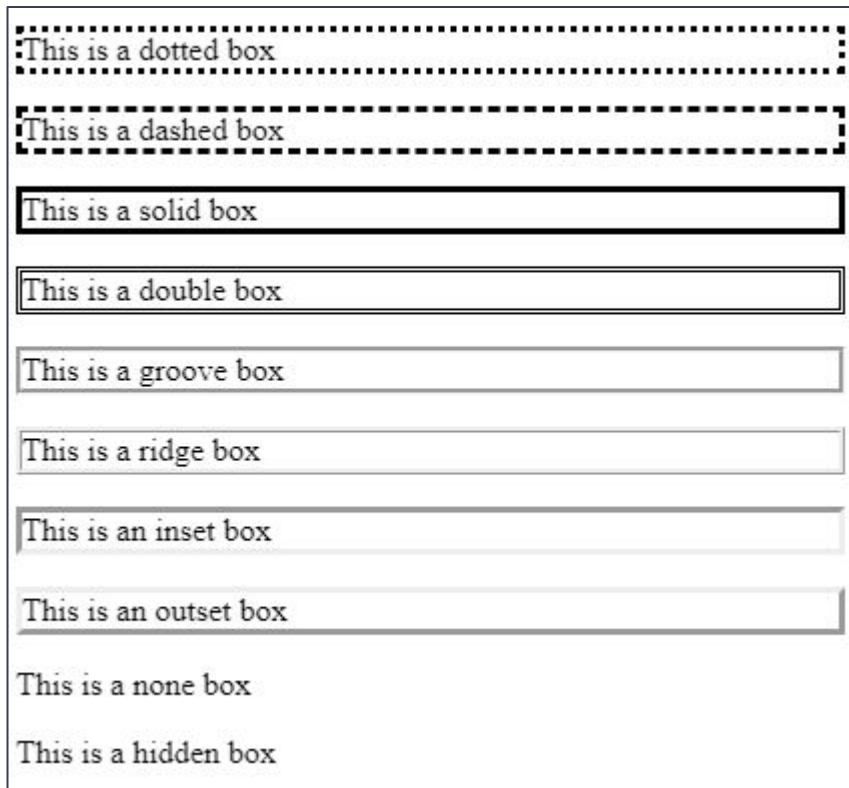 This is a dotted box
This is a dashed box
This is a solid box
This is a double box
This is a groove box
This is a ridge box
This is an inset box
This is an outset box
This is a none box
This is a hidden box